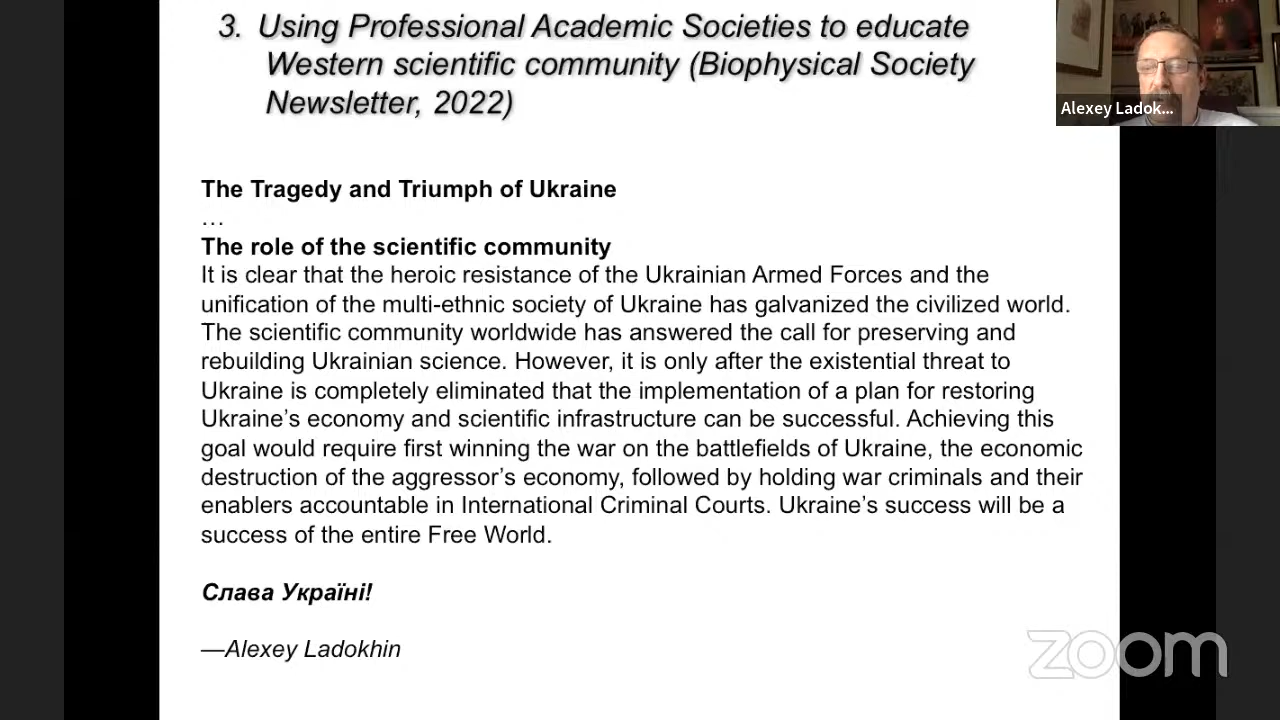 3. Using Professional Academic Societies to educate
Western scientific community (Biophysical Society
Newsletter, 2022)
Alexey Ladok...
The Tragedy and Triumph of Ukraine
…
The role of the scientific community
It is clear that the heroic resistance of the Ukrainian Armed Forces and the
unification of the multi-ethnic society of Ukraine has galvanized the civilized world.
The scientific community worldwide has answered the call for preserving and
rebuilding Ukrainian science. However, it is only after the existential threat to
Ukraine is completely eliminated that the implementation of a plan for restoring
Ukraine’s economy and scientific infrastructure can be successful. Achieving this
goal would require first winning the war on the battlefields of Ukraine, the economic
destruction of the aggressor’s economy, followed by holding war criminals and their
enablers accountable in International Criminal Courts. Ukraine’s success will be a
success of the entire Free World.
Слава Україні!
—Alexey Ladokhin
zoom